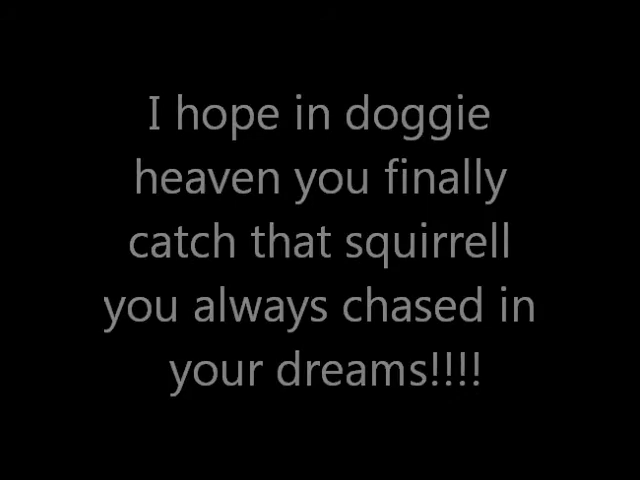 I hope in doggie
heaven you finally
catch that squirrell
you always chased in
your dreams!!!!